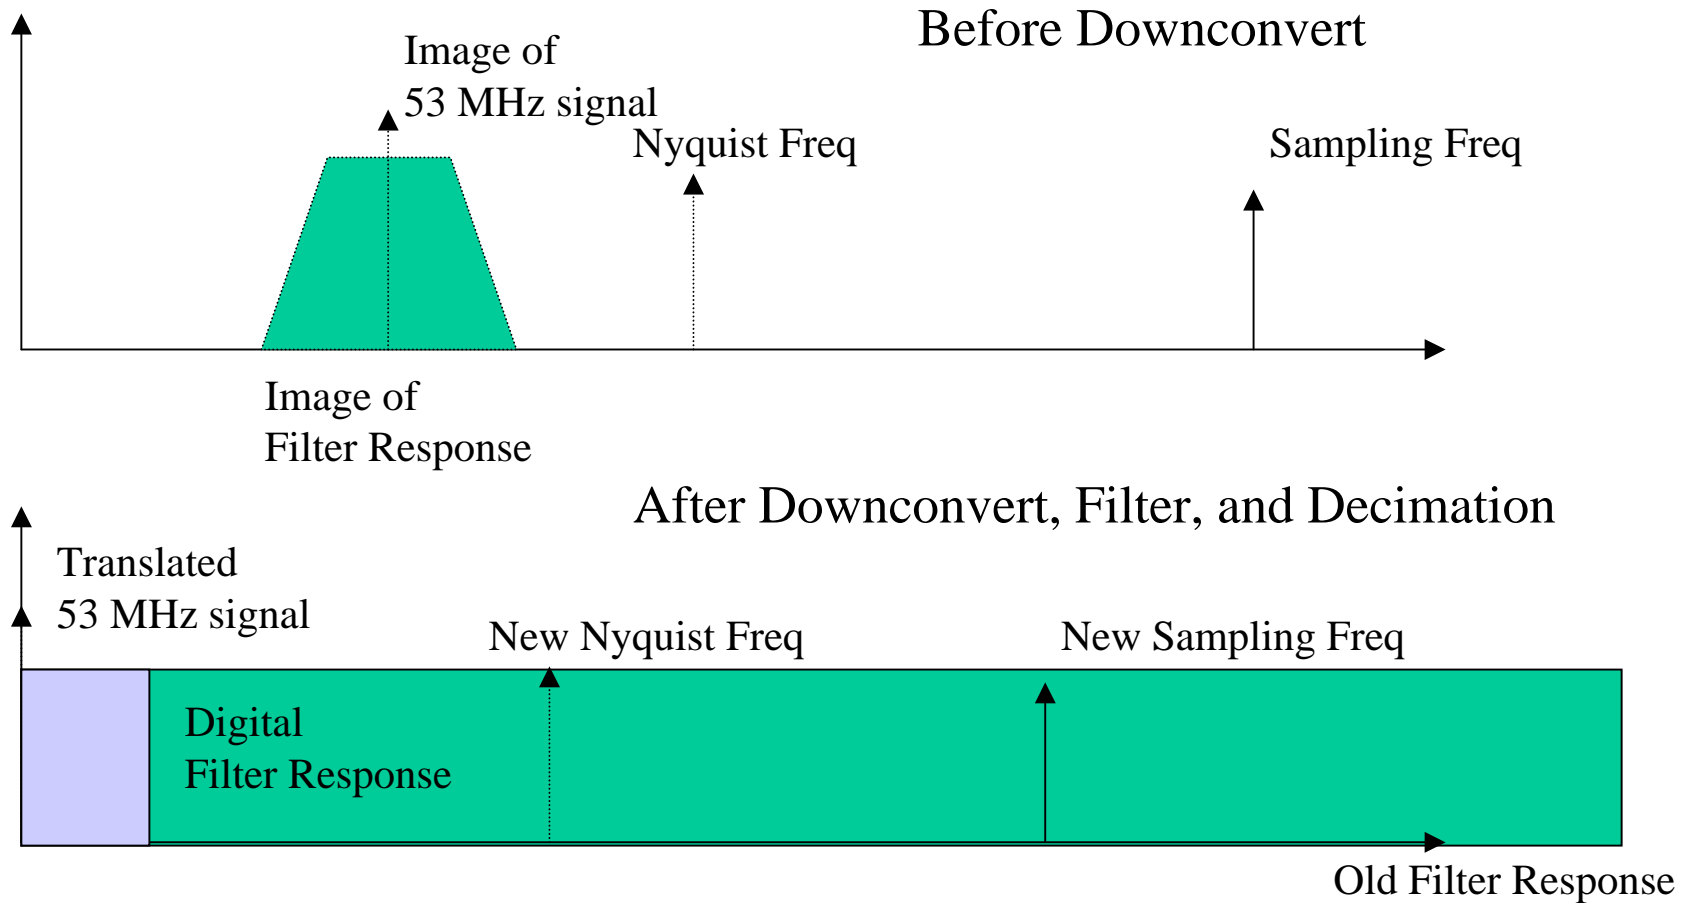 Before Downconvert
Image of
53 MHz signal
Nyquist Freq
Sampling Freq
Image of
Filter Response
After Downconvert, Filter, and Decimation
Translated
53 MHz signal
New Nyquist Freq
New Sampling Freq
Digital
Filter Response
Old Filter Response